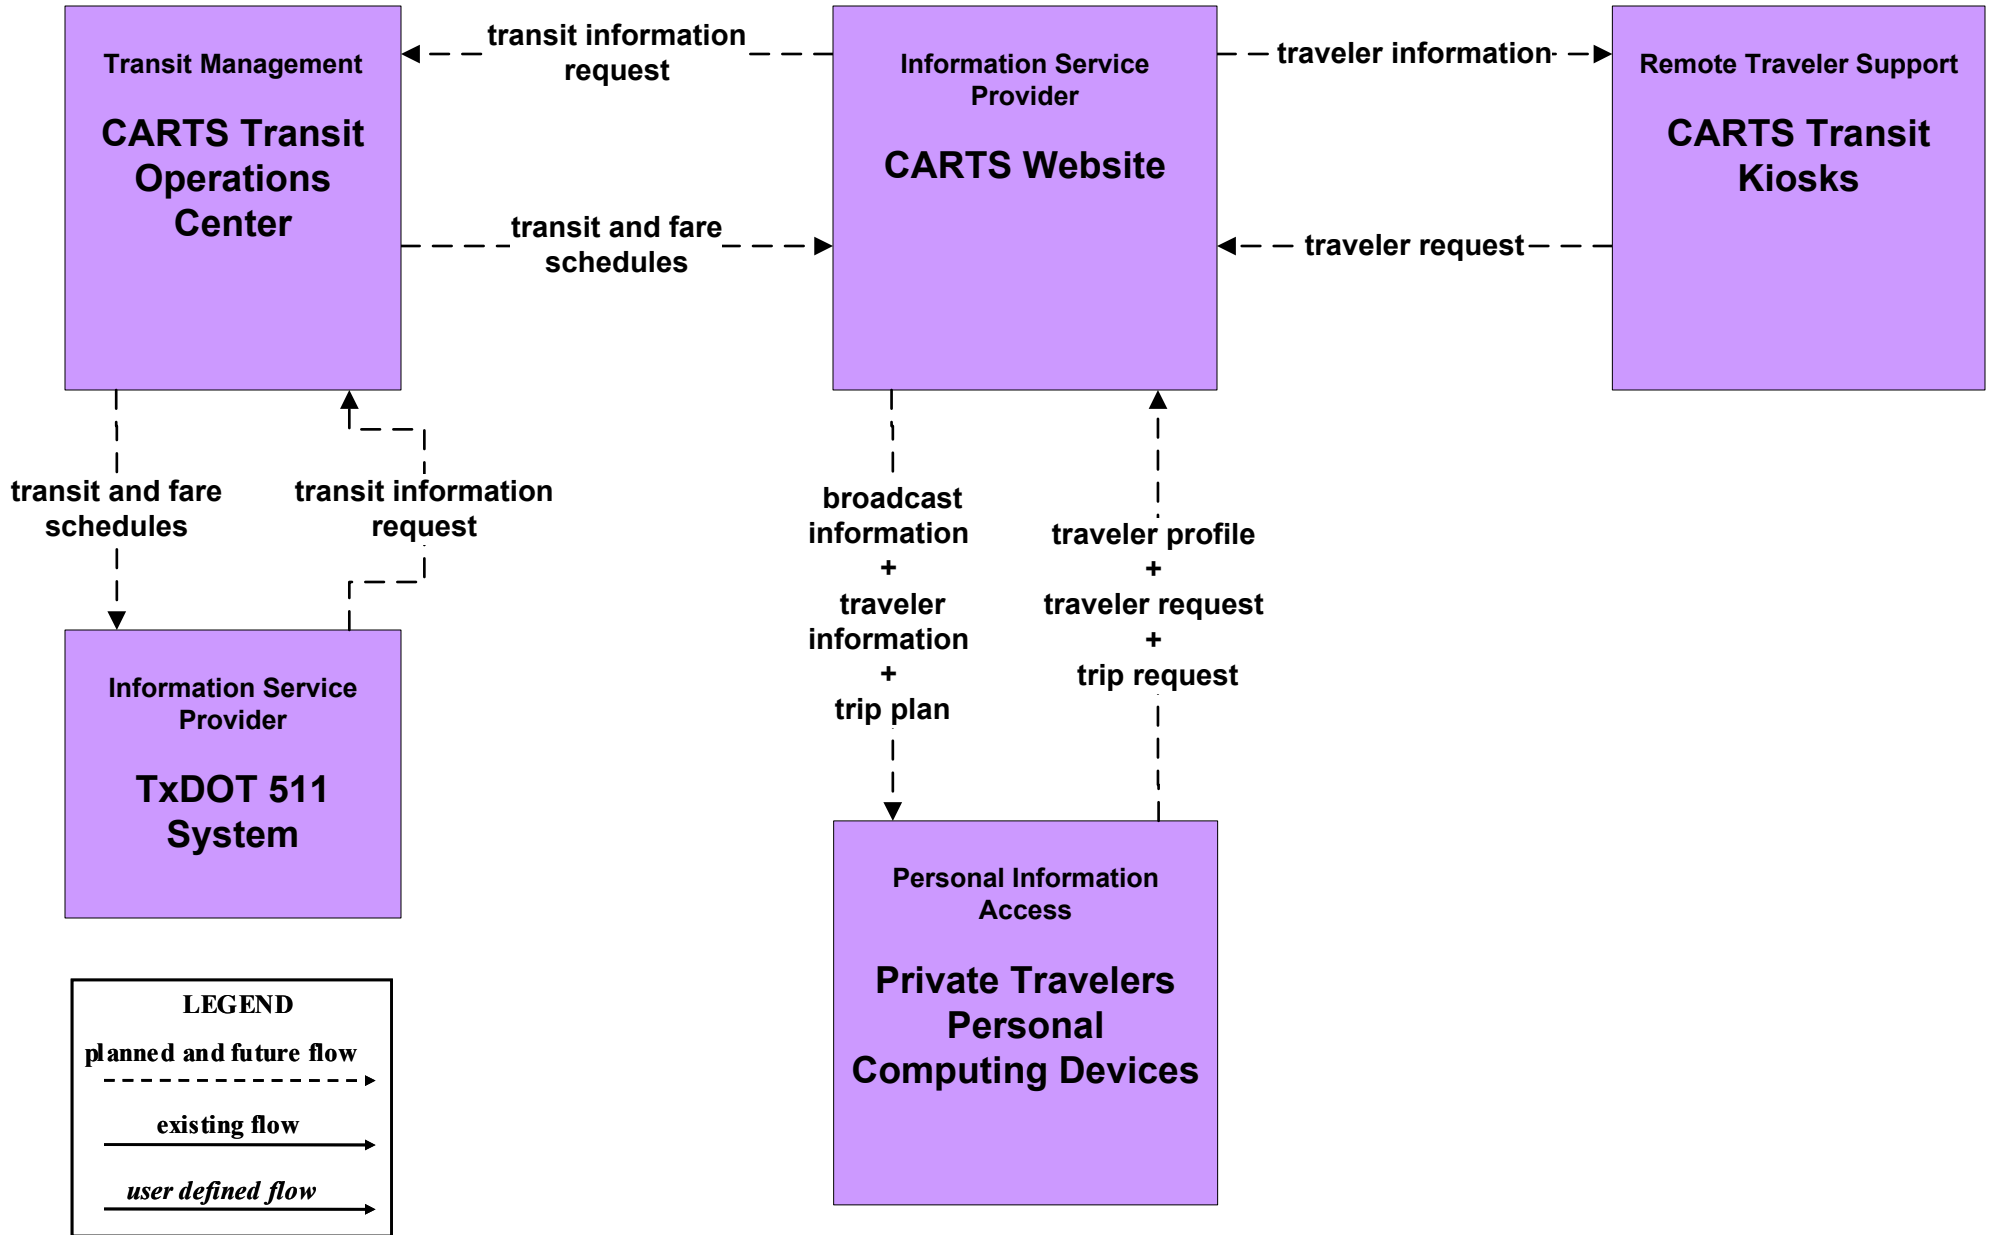 Transit Management
CARTS Transit
Operations
Center
transit information
request
Information Service
Provider
CARTS Website
traveler information
Remote Traveler Support
CARTS Transit
Kiosks
transit and fare
schedules
traveler request
transit and fare
schedules
transit information
request
broadcast
information
+
traveler
information
+
trip plan
traveler profile
+
traveler request
+
trip request
Information Service
Provider
TxDOT 511
System
Personal Information
Access
Private Travelers
Personal
Computing Devices
LEGEND
planned and future flow
existing flow
user defined flow